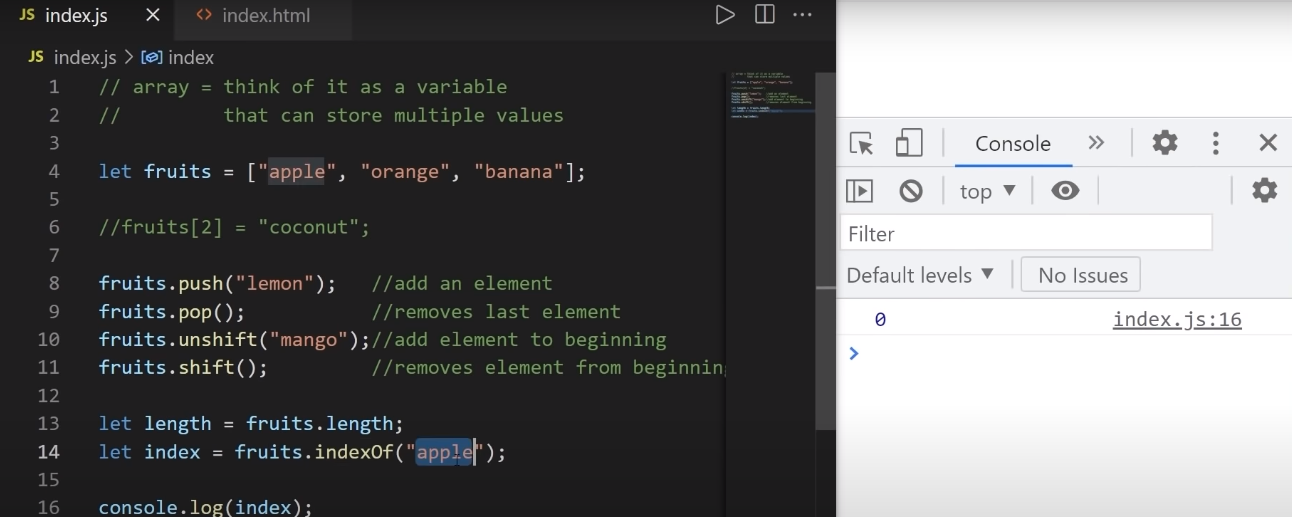 JS index.js
index.html
JS index.js > index
1 // array = think of it as a variable
2 //         that can store multiple values
3
4 let fruits = ["apple", "orange", "banana"];
5
6 //fruits[2] = "coconut";
7
8 fruits.push("lemon");   //add an element
9 fruits.pop();           //removes last element
10 fruits.unshift("mango");//add element to beginning
11 fruits.shift();         //removes element from beginning
12
13 let length = fruits.length;
14 let index = fruits.indexOf("apple");
15
16 console.log(index);
Console
top
Filter
Default levels
No Issues
0 index.js:16